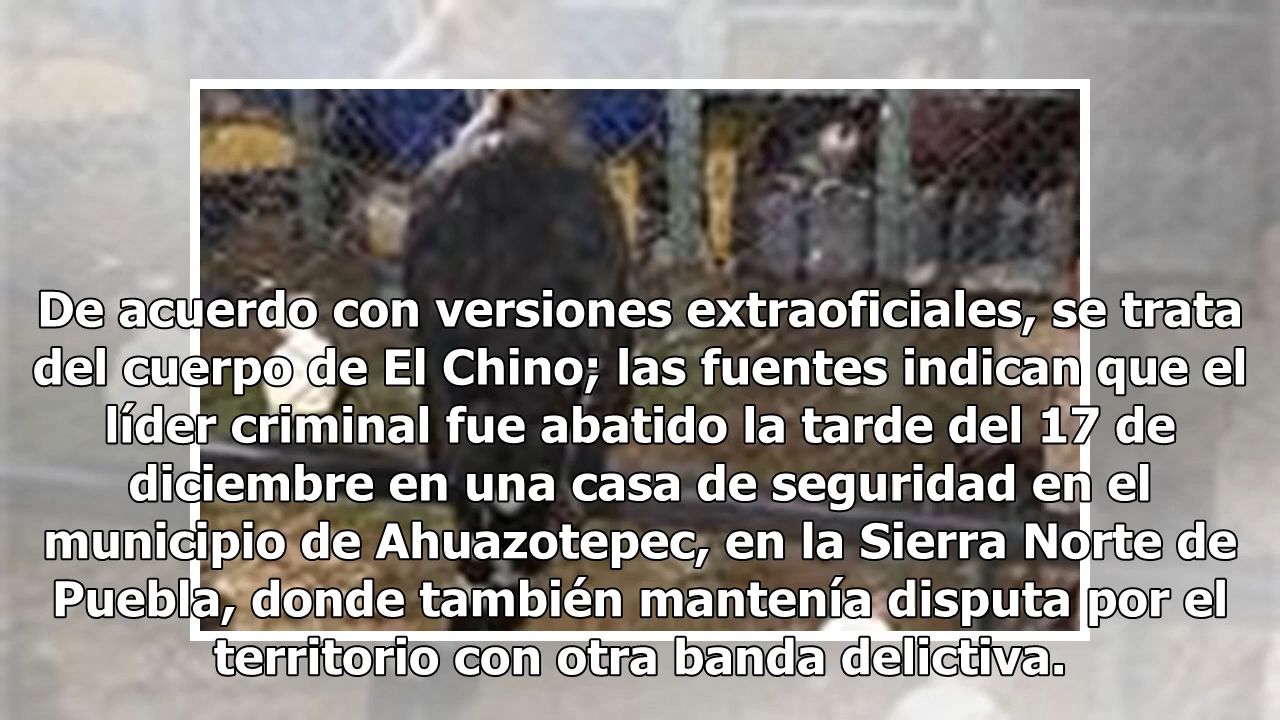 De acuerdo con versiones extraoficiales, se trata
del cuerpo de El Chino; las fuentes indican que el
líder criminal fue abatido la tarde del 17 de
diciembre en una casa de seguridad en el
municipio de Ahuazotepec, en la Sierra Norte de
Puebla, donde también mantenía disputa por el
territorio con otra banda delictiva.